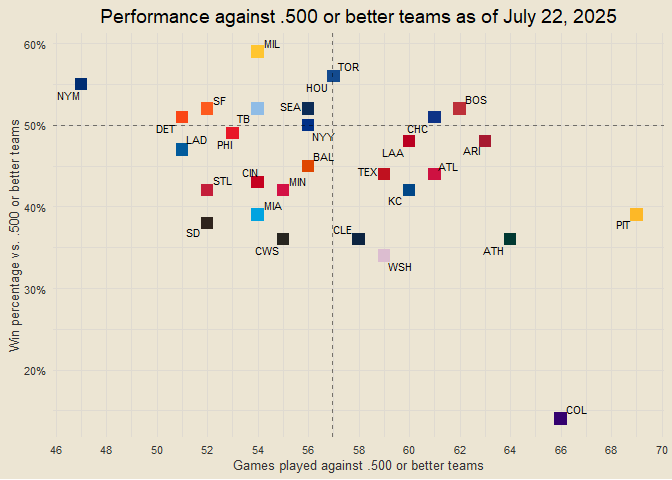 Performance against .500 or better teams as of July 22, 2025
Win percentage vs. .500 or better teams
60%
50%
40%
30%
20%
MIL
TOR
HOU
NYM
SF
TB
SEA
BOS
DET
NYY
CHC
LAD
PHI
LAA
ARI
BAL
CIN
TEX
ATL
STL
MIN
KC
MIA
PIT
SD
CWS
CLE
ATH
WSH
COL
46 50 52 54 56 58 60 62 64 66 68 70
Games played against .500 or better teams